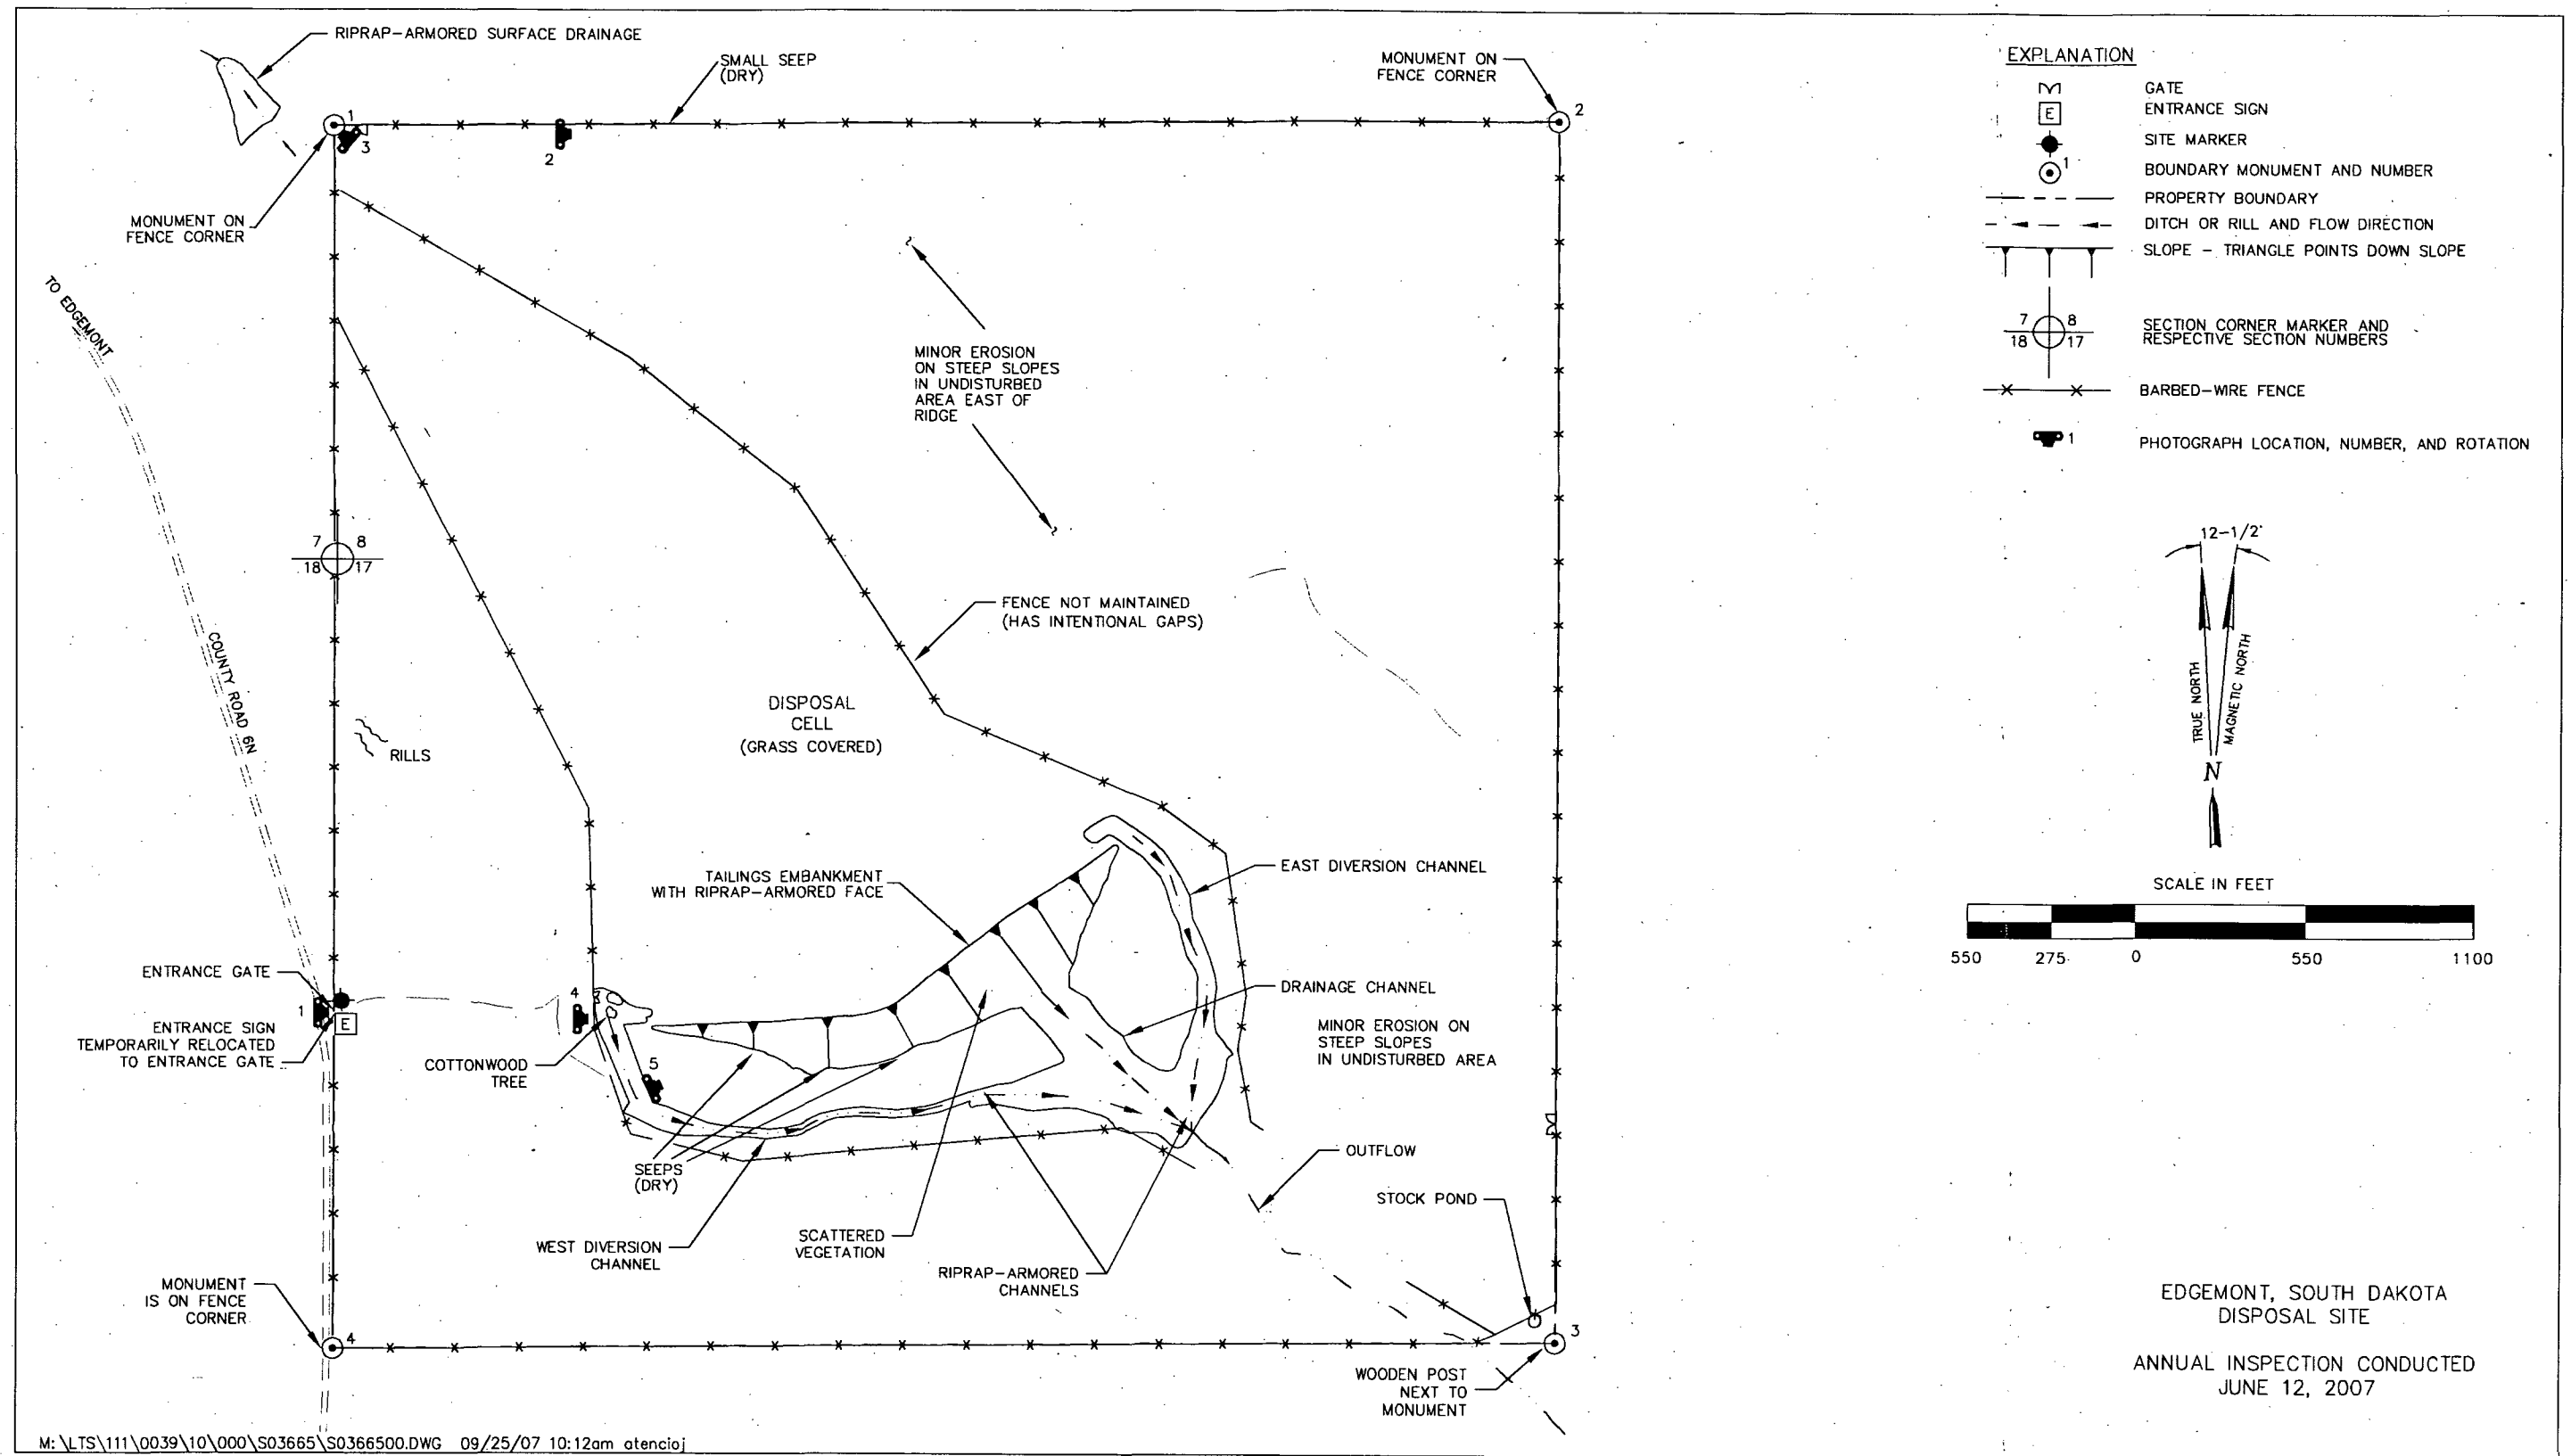 RIPRAP-ARMORED SURFACE DRAINAGE
SMALL SEEP
(DRY)
MONUMENT ON
FENCE CORNER
1
2
3
2
MONUMENT ON
FENCE CORNER
TO EDGEMONT
MINOR EROSION
ON STEEP SLOPES
IN UNDISTURBED
AREA EAST OF
RIDGE
7 8
18 17
FENCE NOT MAINTAINED
(HAS INTENTIONAL GAPS)
COUNTY ROAD 6N
DISPOSAL
CELL
(GRASS COVERED)
RILLS
TAILINGS EMBANKMENT
WITH RIPRAP-ARMORED FACE
EAST DIVERSION CHANNEL
ENTRANCE GATE
1
E
4
DRAINAGE CHANNEL
ENTRANCE SIGN
TEMPORARILY RELOCATED
TO ENTRANCE GATE
MINOR EROSION ON
STEEP SLOPES
IN UNDISTURBED AREA
COTTONWOOD
TREE
5
SEEPS
(DRY)
OUTFLOW
STOCK POND
WEST DIVERSION
CHANNEL
SCATTERED
VEGETATION
RIPRAP-ARMORED
CHANNELS
MONUMENT
IS ON FENCE
CORNER
4
3
WOODEN POST
NEXT TO
MONUMENT
M:\LTS\111\0039\10\000\S03665\S0366500.DWG 09/25/07 10:12am atencioj
EXPLANATION
GATE
E ENTRANCE SIGN
SITE MARKER
1 BOUNDARY MONUMENT AND NUMBER
PROPERTY BOUNDARY
DITCH OR RILL AND FLOW DIRECTION
SLOPE - TRIANGLE POINTS DOWN SLOPE
7 8
18 17
SECTION CORNER MARKER AND
RESPECTIVE SECTION NUMBERS
BARBED-WIRE FENCE
1 PHOTOGRAPH LOCATION, NUMBER, AND ROTATION
12-1/2°
TRUE NORTH
MAGNETIC NORTH
N
SCALE IN FEET
550 275 0 550 1100
EDGEMONT, SOUTH DAKOTA
DISPOSAL SITE
ANNUAL INSPECTION CONDUCTED
JUNE 12, 2007